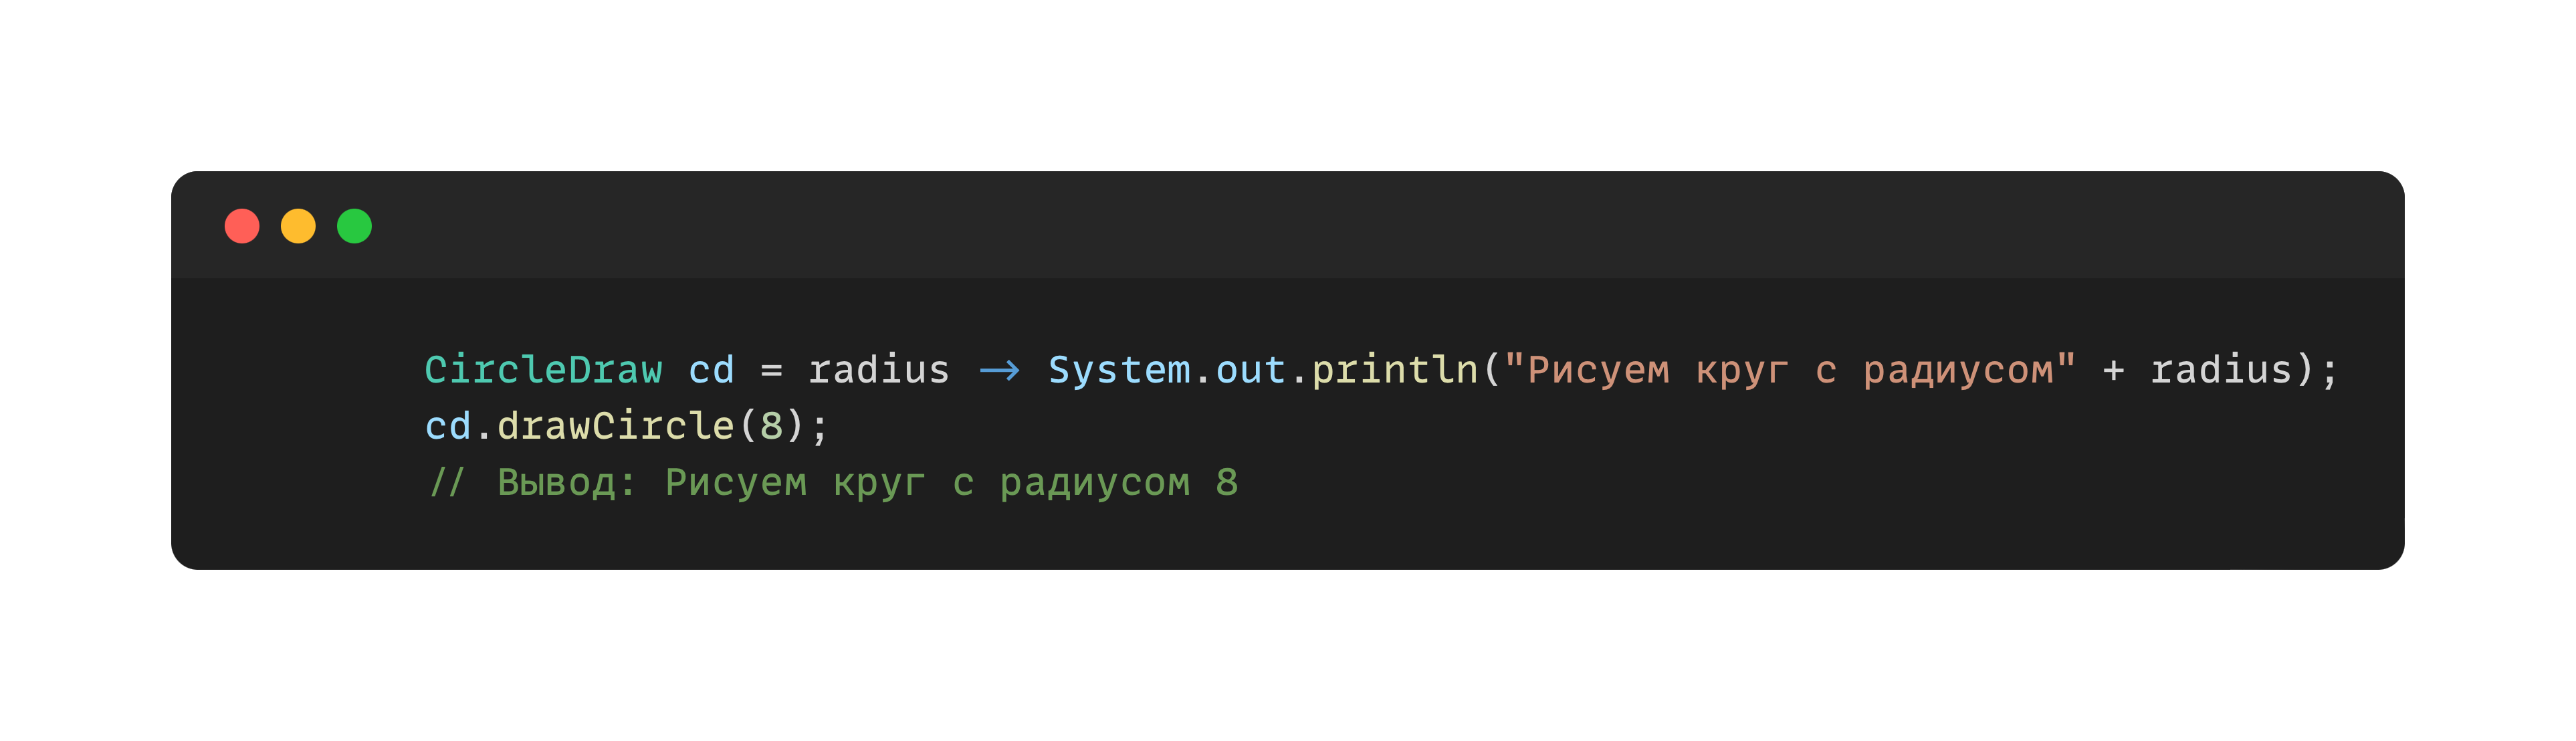 CircleDraw cd = radius -> System.out.println("Рисуем круг с радиусом" + radius);
cd.drawCircle(8);
// Вывод: Рисуем круг с радиусом 8